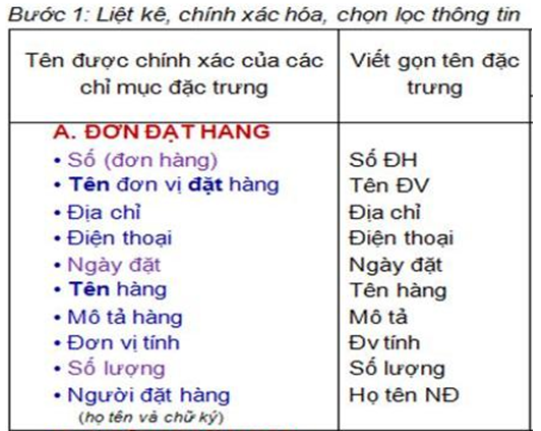 Bước 1: Liệt kê, chính xác hóa, chọn lọc thông tin
Tên được chính xác của các
chỉ mục đặc trưng
Viết gọn tên đặc
trưng
A. ĐƠN ĐẶT HANG
• Số (đơn hàng)
Số ĐH
• Tên đơn vị đặt hàng
Tên ĐV
• Địa chỉ
Địa chỉ
• Điện thoại
Điện thoại
• Ngày đặt
Ngày đặt
• Tên hàng
Tên hàng
• Mô tả hàng
Mô tả
• Đơn vị tính
Đv tính
• Số lượng
Số lượng
• Người đặt hàng
Họ tên NĐ
(họ tên và chữ ký)